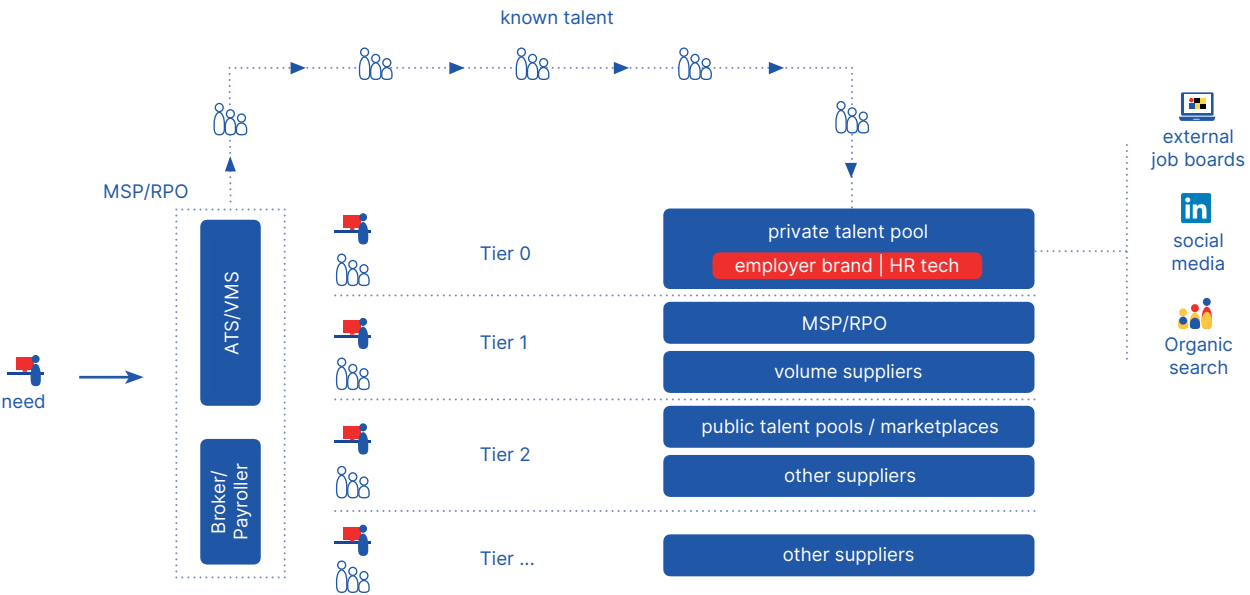 known talent
MSP/RPO
need
ATS/VMS
Broker/
Payroller
Tier 0
private talent pool
employer brand | HR tech
Tier 1
MSP/RPO
volume suppliers
Tier 2
public talent pools / marketplaces
other suppliers
Tier ...
other suppliers
external
job boards
in
social
media
Organic
search